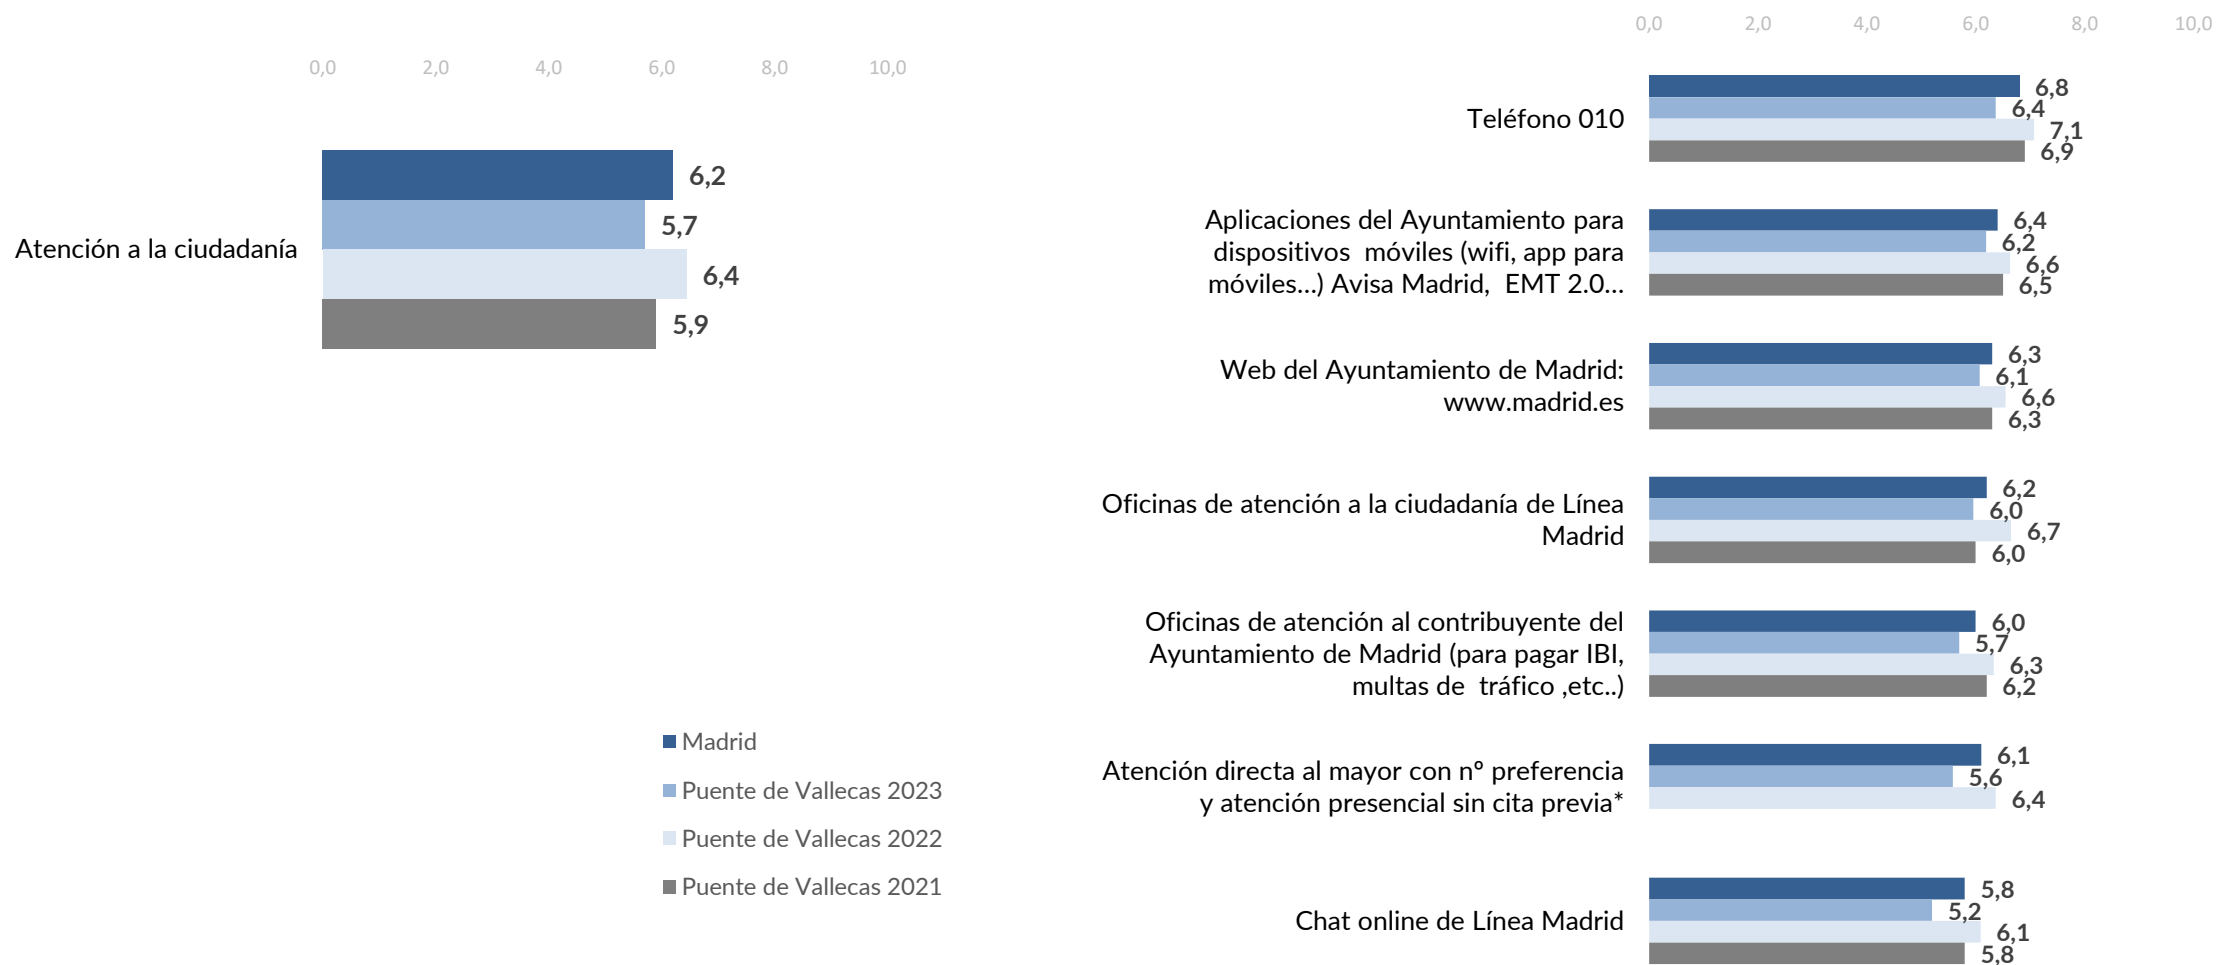 0,0 2,0 4,0 6,0 8,0 10,0
Atención a la ciudadanía
6,2
5,7
6,4
5,9
Madrid
Puente de Vallecas 2023
Puente de Vallecas 2022
Puente de Vallecas 2021
0,0 2,0 4,0 6,0 8,0 10,0
Teléfono 010
6,8
6,4
7,1
6,9
Aplicaciones del Ayuntamiento para
dispositivos  móviles (wifi, app para
móviles...) Avisa Madrid,  EMT 2.0...
6,4
6,2
6,6
6,5
Web del Ayuntamiento de Madrid:
www.madrid.es
6,3
6,1
6,6
6,3
Oficinas de atención a la ciudadanía de Línea
Madrid
6,2
6,0
6,7
6,0
Oficinas de atención al contribuyente del
Ayuntamiento de Madrid (para pagar IBI,
multas de  tráfico ,etc..)
6,0
5,7
6,3
6,2
Atención directa al mayor con nº preferencia
y atención presencial sin cita previa*
6,1
5,6
6,4
Chat online de Línea Madrid
5,8
5,2
6,1
5,8